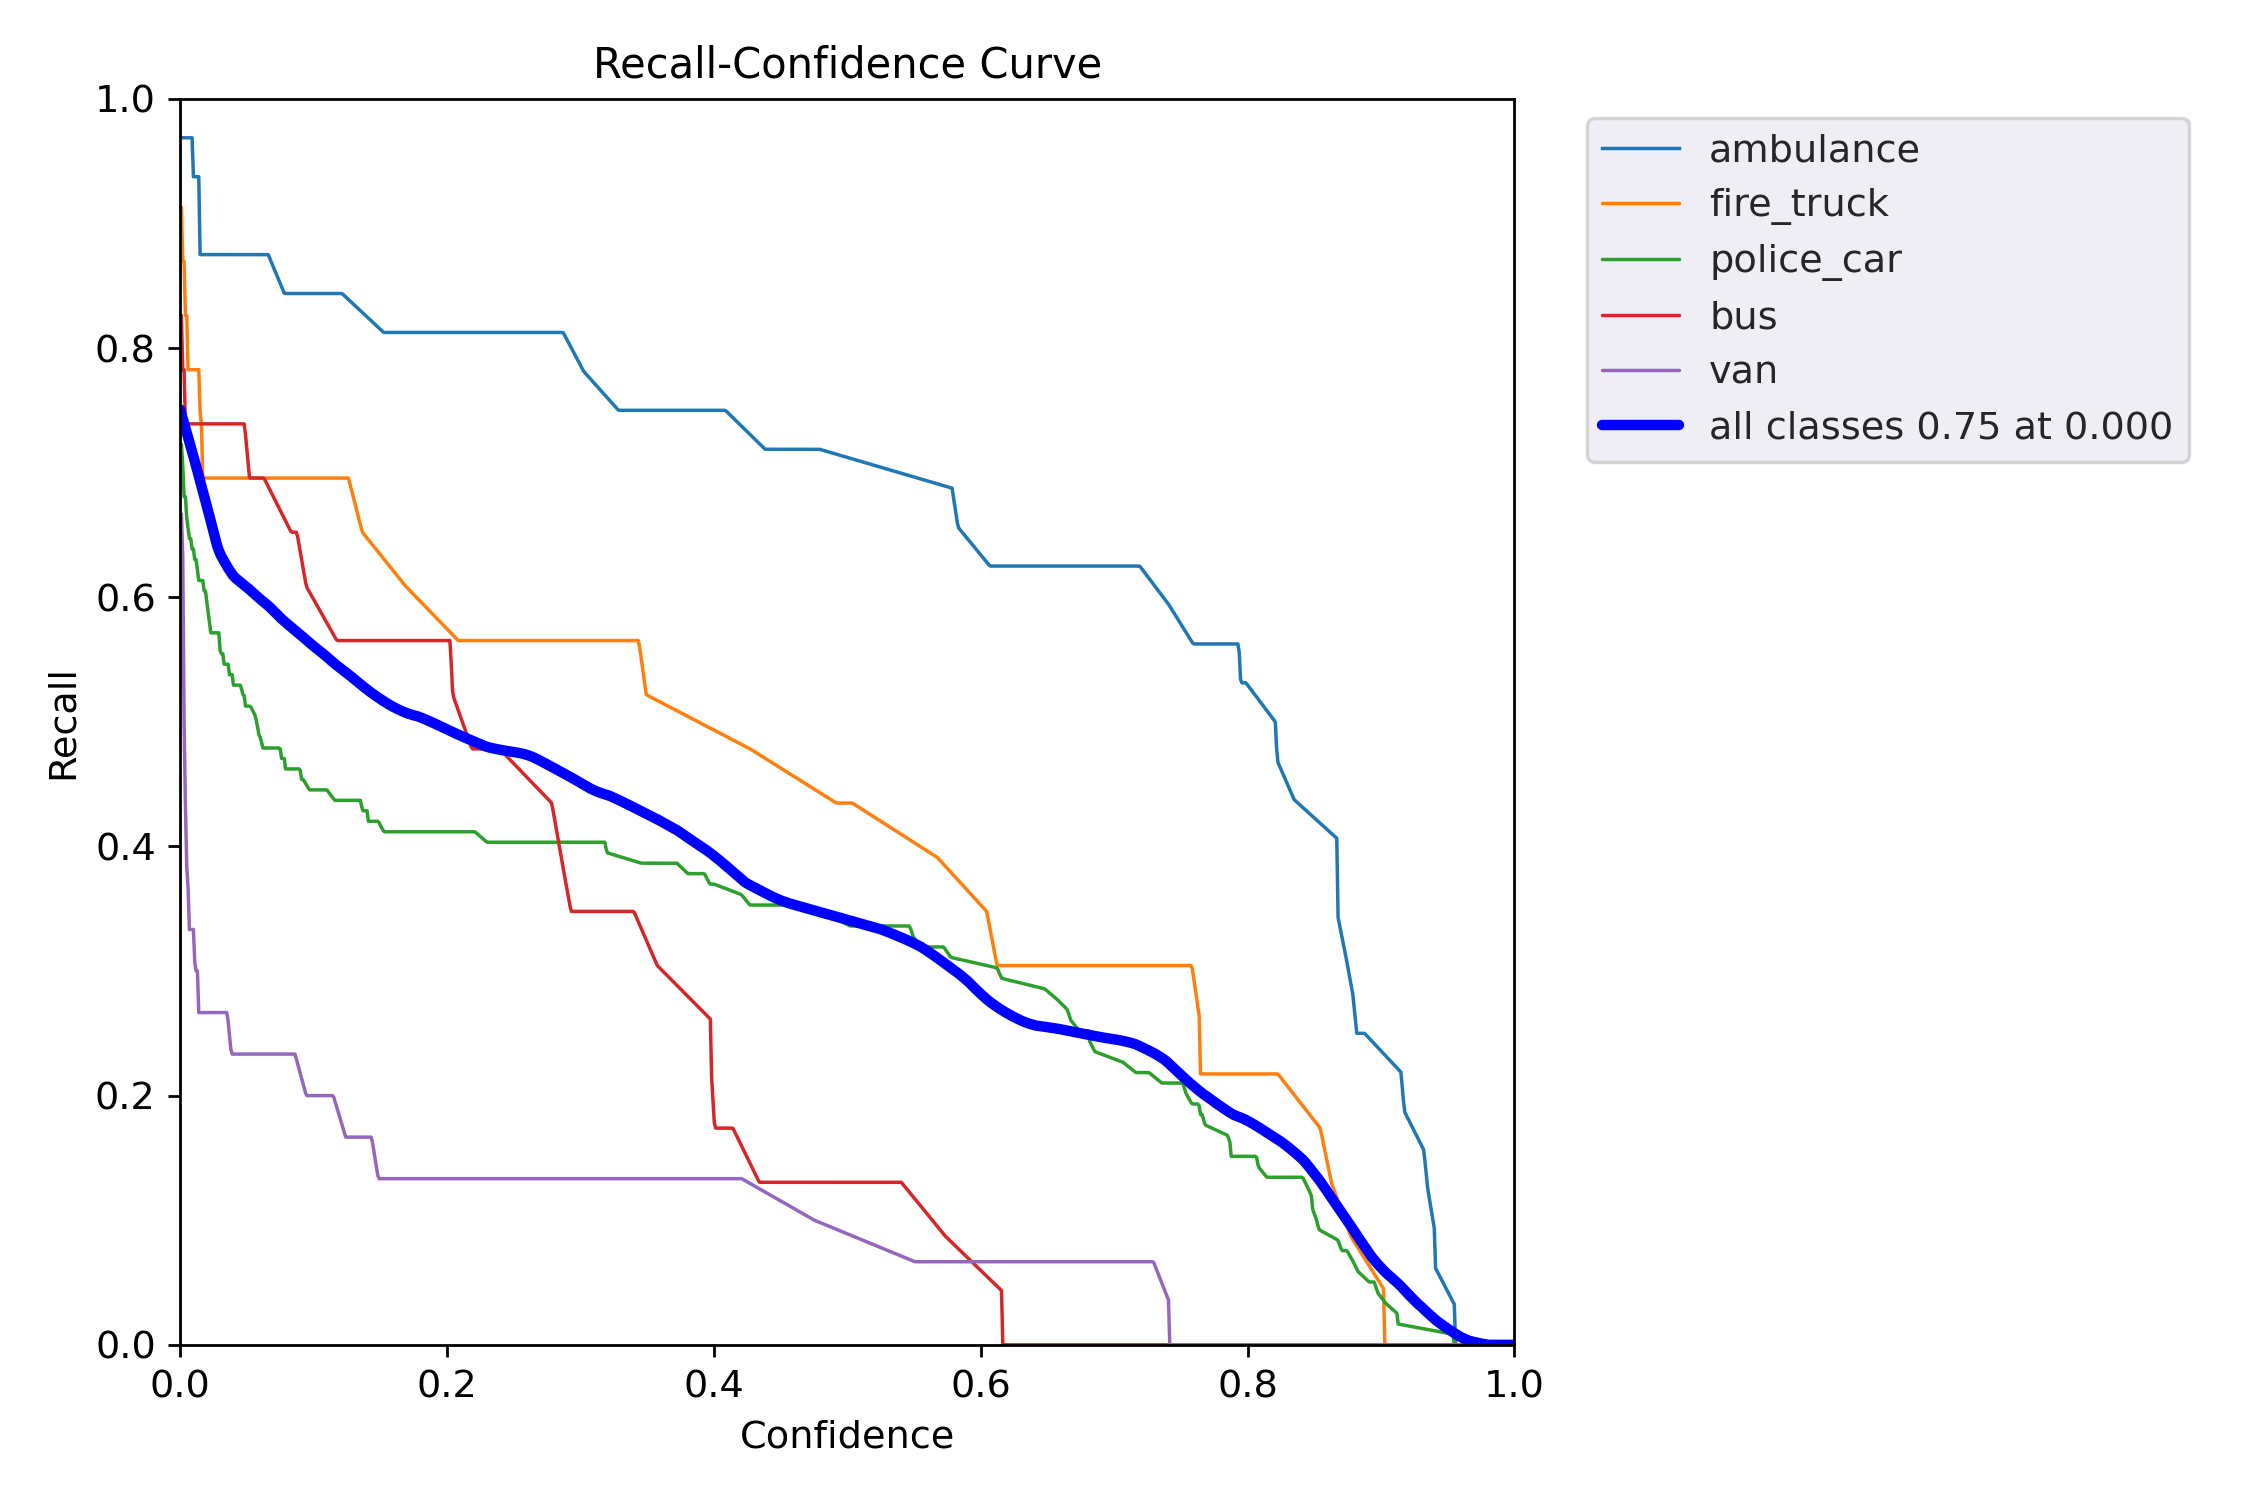 Recall-Confidence Curve
1.0
0.8
0.6
0.4
0.2
0.0
Recall
0.0 0.2 0.4 0.6 0.8 1.0
Confidence
ambulance
fire_truck
police_car
bus
van
all classes 0.75 at 0.000